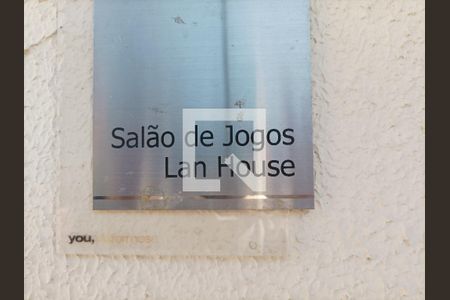 Salão de Jogos
Lan House
you,